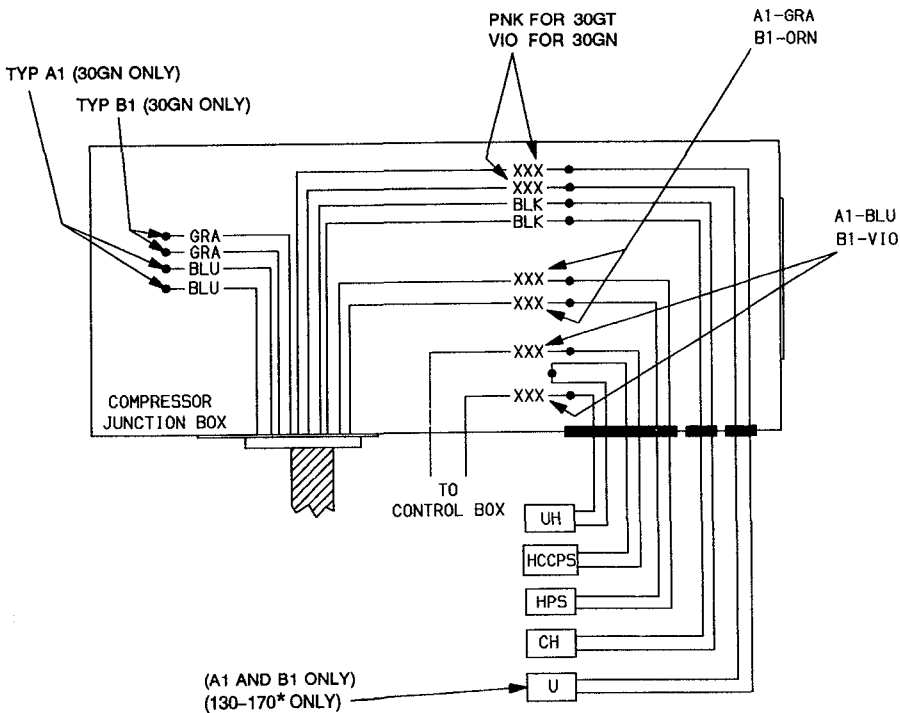 PNK FOR 30GT
VIO FOR 30GN
A1-GRA
B1-ORN
TYP A1 (30GN ONLY)
TYP B1 (30GN ONLY)
XXX
XXX
BLK
BLK
A1-BLU
B1-VIO
GRA
GRA
BLU
BLU
XXX
XXX
XXX
XXX
COMPRESSOR
JUNCTION BOX
TO
CONTROL BOX
UH
HCCPS
HPS
CH
(A1 AND B1 ONLY)
(130-170* ONLY)
U